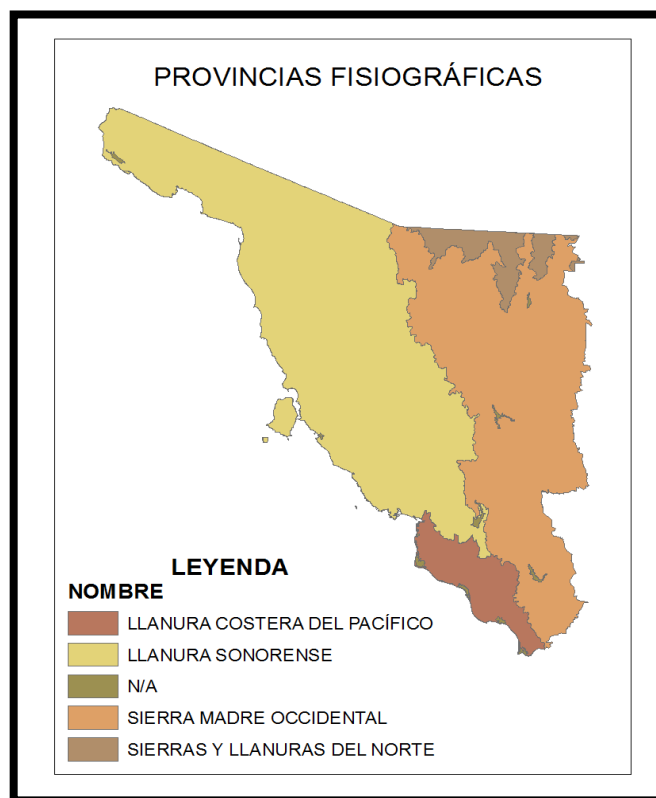 PROVINCIAS FISIOGRÁFICAS
LEYENDA
NOMBRE
LLANURA COSTERA DEL PACÍFICO
LLANURA SONORENSE
N/A
SIERRA MADRE OCCIDENTAL
SIERRAS Y LLANURAS DEL NORTE